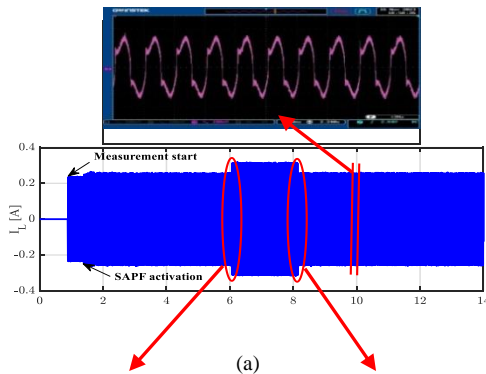 GWINSTEK
0.4
Measurement start
0.2
I_L [A]
0
-0.2
SAPF activation
-0.4
0 2 4 6 8 10 12 14
(a)